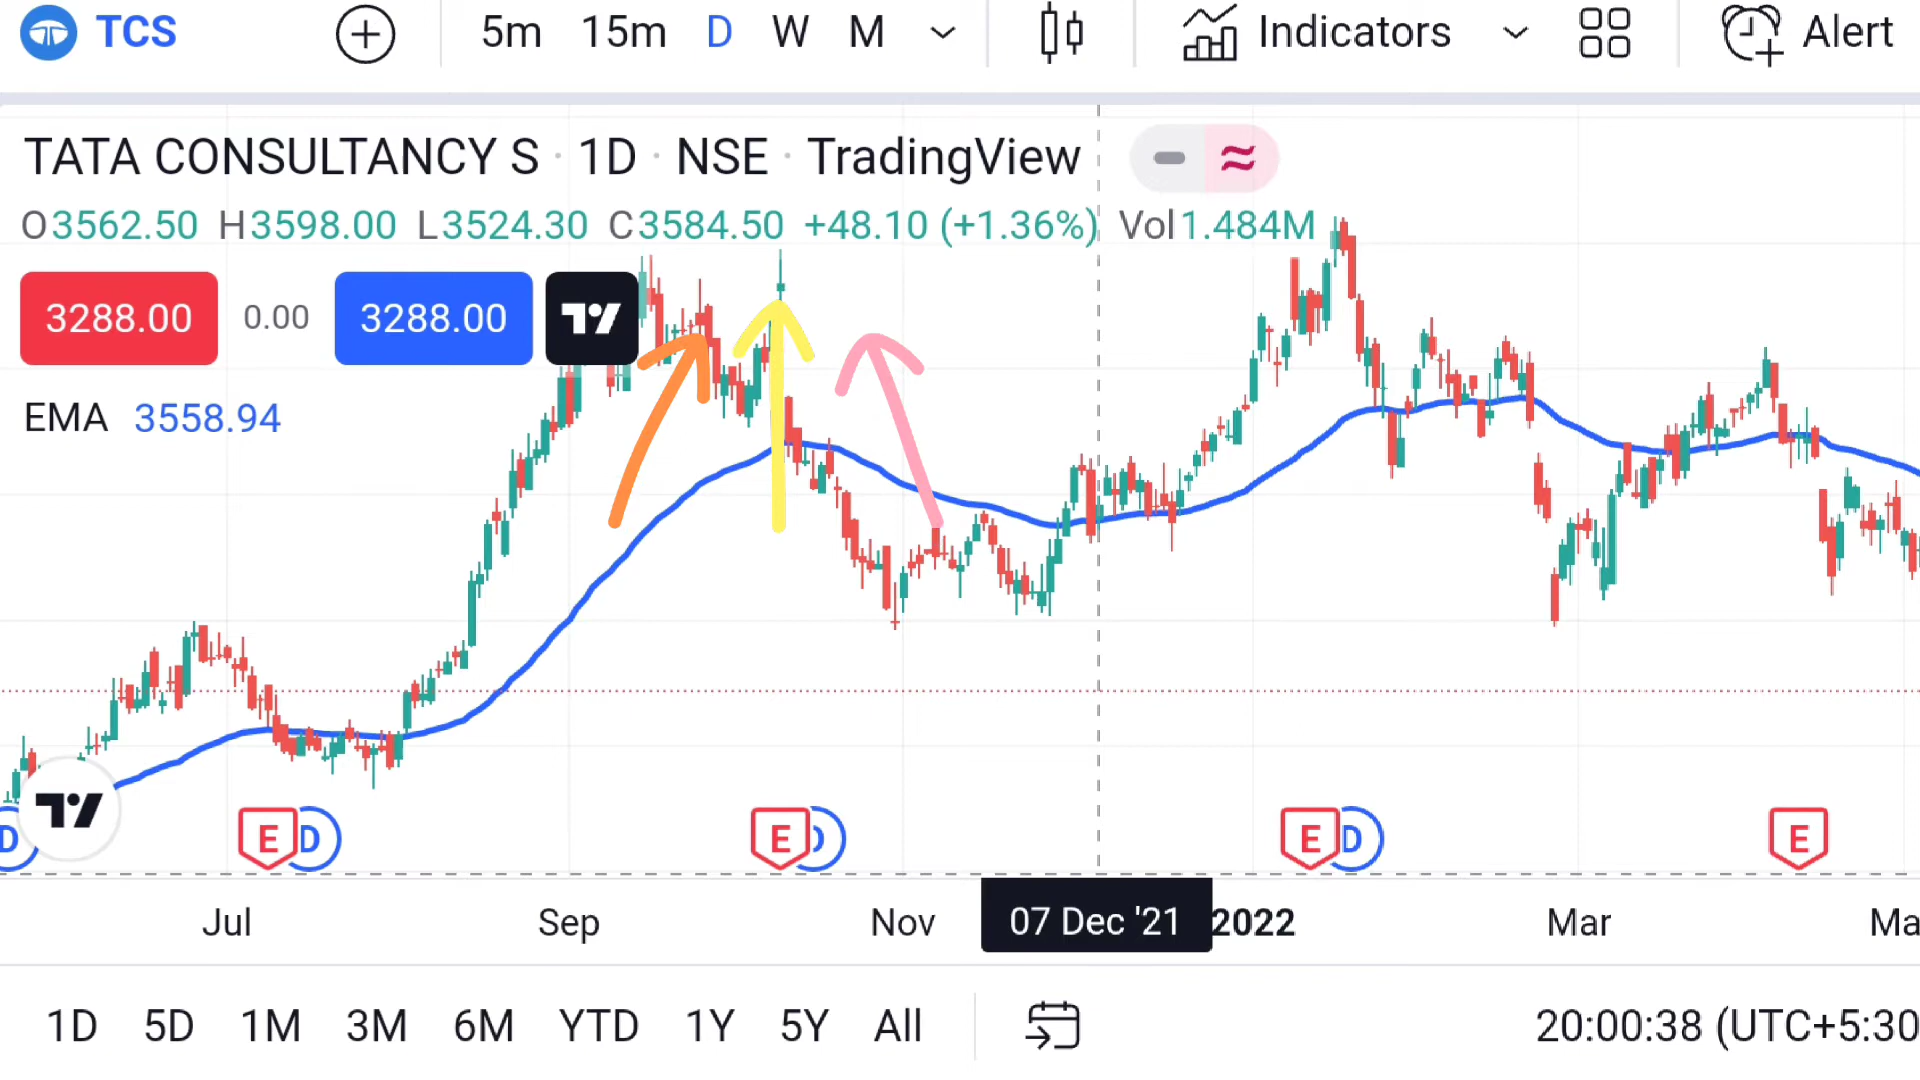 TCS 5m 15m D W M Indicators Alert
TATA CONSULTANCY S · 1D · NSE · TradingView
O3562.50 H3598.00 L3524.30 C3584.50 +48.10 (+1.36%) Vol1.484M
3288.00 0.00 3288.00
EMA 3558.94
D E D E D E D E
Jul Sep Nov 07 Dec '21 2022 Mar Ma
1D 5D 1M 3M 6M YTD 1Y 5Y All 20:00:38 (UTC+5:30